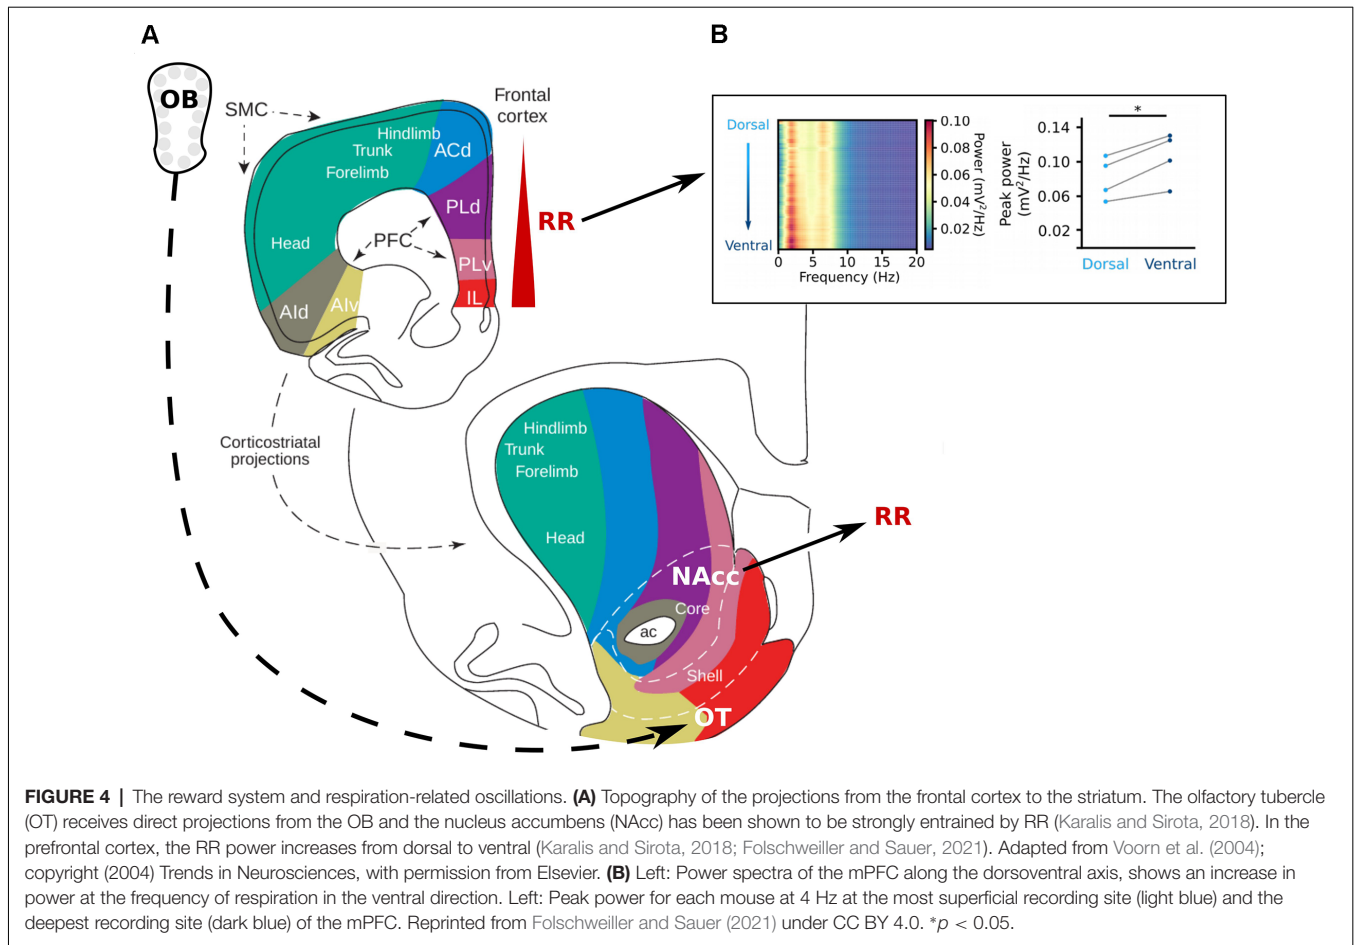 A
OB
SMC
Frontal
cortex
Hindlimb
Trunk
Forelimb
Head
ACd
PLd
PLv
IL
PFC
AId
AIv
RR
Corticostriatal
projections
Hindlimb
Trunk
Forelimb
Head
NAcc
Core
ac
Shell
OT
RR
B
Dorsal
Ventral
0 5 10 15 20
Frequency (Hz)
0.10
0.08
0.06
0.04
0.02
Power (mV²/Hz)
Peak power
(mV²/Hz)
0.14
0.10
0.06
0.02
*
Dorsal Ventral
FIGURE 4 | The reward system and respiration-related oscillations. (A) Topography of the projections from the frontal cortex to the striatum. The olfactory tubercle
(OT) receives direct projections from the OB and the nucleus accumbens (NAcc) has been shown to be strongly entrained by RR (Karalis and Sirota, 2018). In the
prefrontal cortex, the RR power increases from dorsal to ventral (Karalis and Sirota, 2018; Folschweiller and Sauer, 2021). Adapted from Voorn et al. (2004);
copyright (2004) Trends in Neurosciences, with permission from Elsevier. (B) Left: Power spectra of the mPFC along the dorsoventral axis, shows an increase in
power at the frequency of respiration in the ventral direction. Left: Peak power for each mouse at 4 Hz at the most superficial recording site (light blue) and the
deepest recording site (dark blue) of the mPFC. Reprinted from Folschweiller and Sauer (2021) under CC BY 4.0. *p < 0.05.